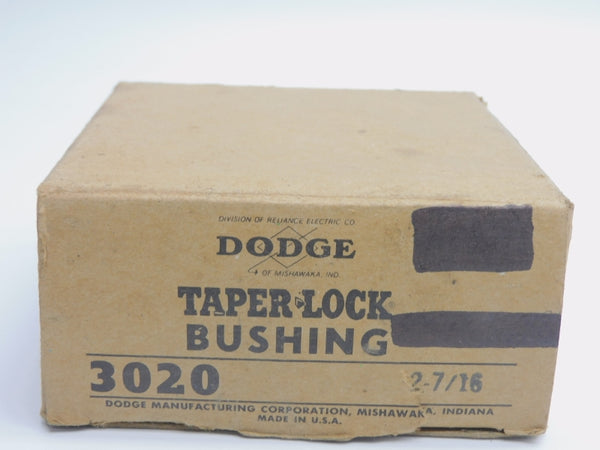 DIVISION OF RELIANCE ELECTRIC CO.
DODGE
OF MISHAWAKA, IND.
TAPER-LOCK
BUSHING
3020 2-7/16
DODGE MANUFACTURING CORPORATION, MISHAWAKA, INDIANA
MADE IN U.S.A.